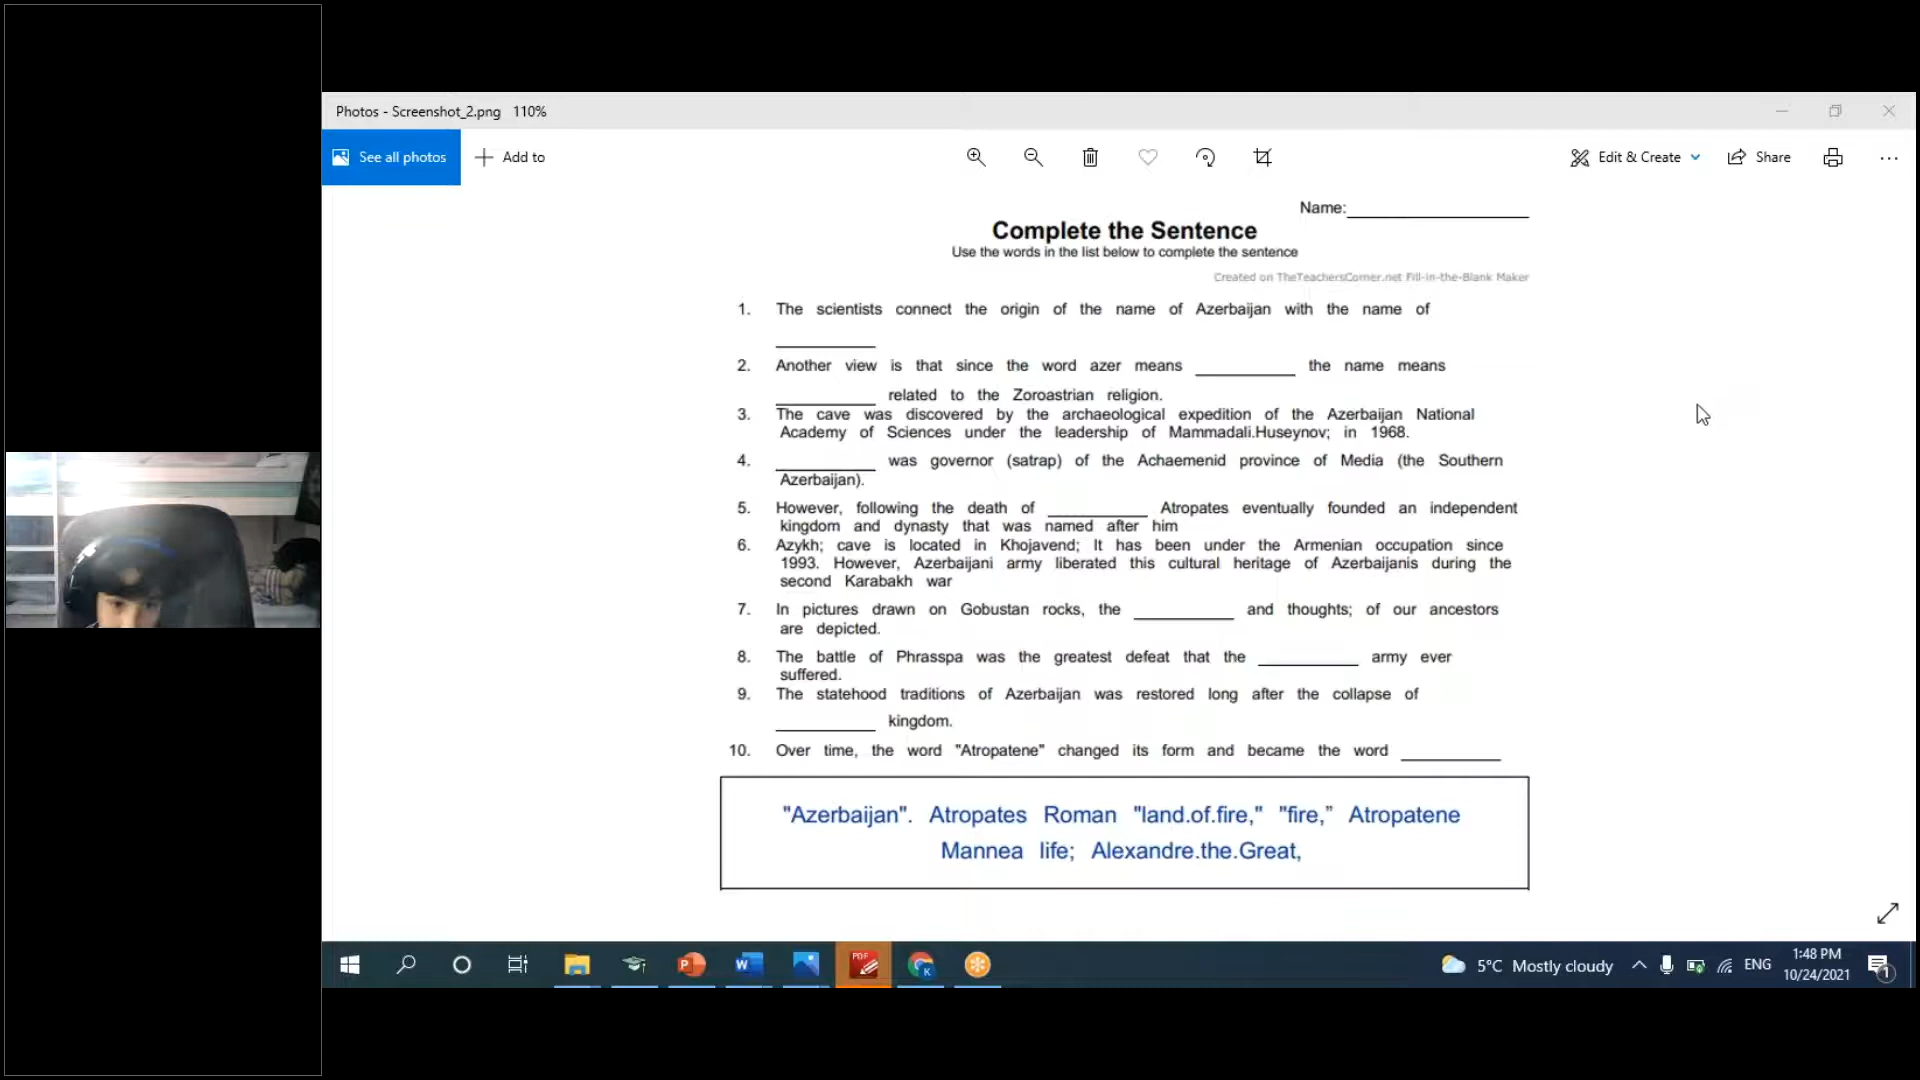 Photos - Screenshot_2.png 110%
See all photos
Add to
Edit & Create
Share
Name:
Complete the Sentence
Use the words in the list below to complete the sentence
Created on TheTeachersCorner.net Fill-in-the-Blank Maker
1. The scientists connect the origin of the name of Azerbaijan with the name of
__________
2. Another view is that since the word azer means __________ the name means
__________ related to the Zoroastrian religion.
3. The cave was discovered by the archaeological expedition of the Azerbaijan National
Academy of Sciences under the leadership of Mammadali.Huseynov; in 1968.
4. __________ was governor (satrap) of the Achaemenid province of Media (the Southern
Azerbaijan).
5. However, following the death of __________ Atropates eventually founded an independent
kingdom and dynasty that was named after him
6. Azykh; cave is located in Khojavend; It has been under the Armenian occupation since
1993. However, Azerbaijani army liberated this cultural heritage of Azerbaijanis during the
second Karabakh war
7. In pictures drawn on Gobustan rocks, the __________ and thoughts; of our ancestors
are depicted.
8. The battle of Phrasspa was the greatest defeat that the __________ army ever
suffered.
9. The statehood traditions of Azerbaijan was restored long after the collapse of
__________ kingdom.
10. Over time, the word "Atropatene" changed its form and became the word __________
"Azerbaijan". Atropates Roman "land.of.fire," "fire,” Atropatene
Mannea life; Alexandre.the.Great,
5°C Mostly cloudy
ENG
1:48 PM
10/24/2021
1